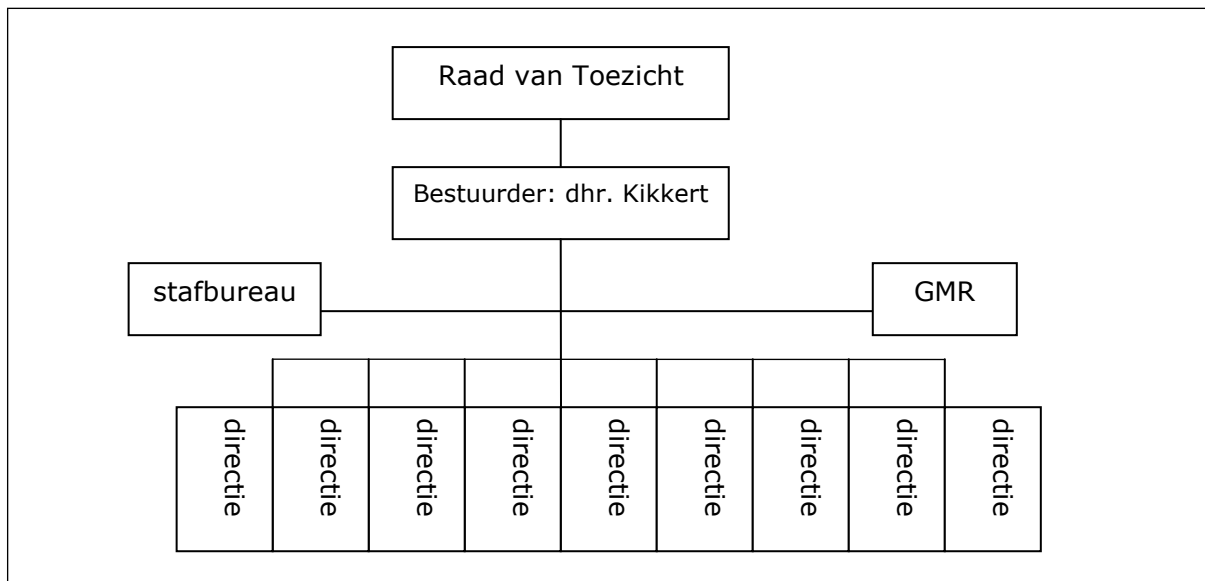 Raad van Toezicht
Bestuurder: dhr. Kikkert
stafbureau
GMR
directie
directie
directie
directie
directie
directie
directie
directie
directie